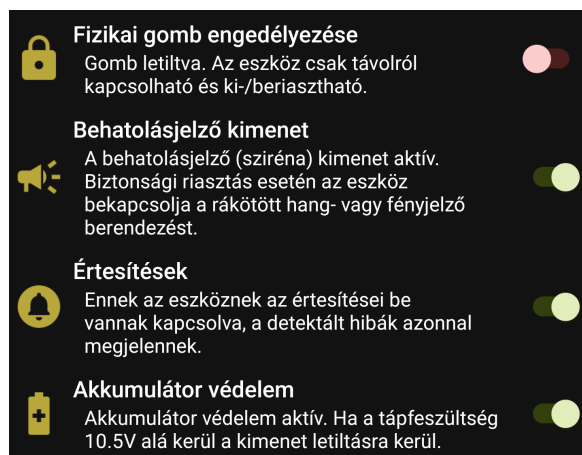 Fizikai gomb engedélyezése
Gomb letiltva. Az eszköz csak távolról
kapcsolható és ki-/beriasztható.
Behatolásjelző kimenet
A behatolásjelző (sziréna) kimenet aktív.
Biztonsági riasztás esetén az eszköz
bekapcsolja a rákötött hang- vagy fényjelző
berendezést.
Értesítések
Ennek az eszköznek az értesítései be
vannak kapcsolva, a detektált hibák azonnal
megjelennek.
Akkumulátor védelem
Akkumulátor védelem aktív. Ha a tápfeszültség
10.5V alá kerül a kimenet letiltásra kerül.